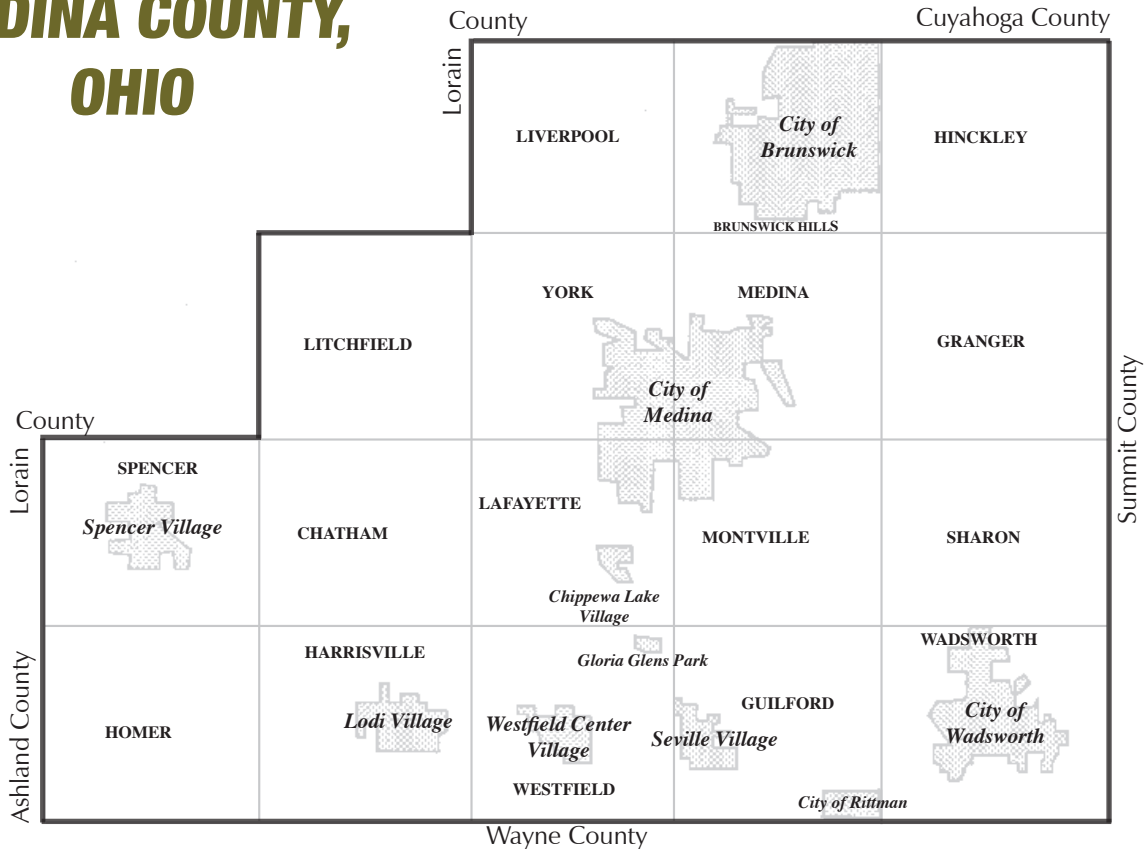 DINA COUNTY,
OHIO
County
Cuyahoga County
Lorain
LIVERPOOL
City of
Brunswick
HINCKLEY
BRUNSWICK HILLS
YORK
MEDINA
LITCHFIELD
GRANGER
City of
Medina
County
Summit County
Lorain
SPENCER
Spencer Village
CHATHAM
LAFAYETTE
MONTVILLE
SHARON
Chippewa Lake
Village
HARRISVILLE
Gloria Glens Park
WADSWORTH
Ashland County
HOMER
Lodi Village
Westfield Center
Village
Seville Village
GUILFORD
City of
Wadsworth
WESTFIELD
City of Rittman
Wayne County